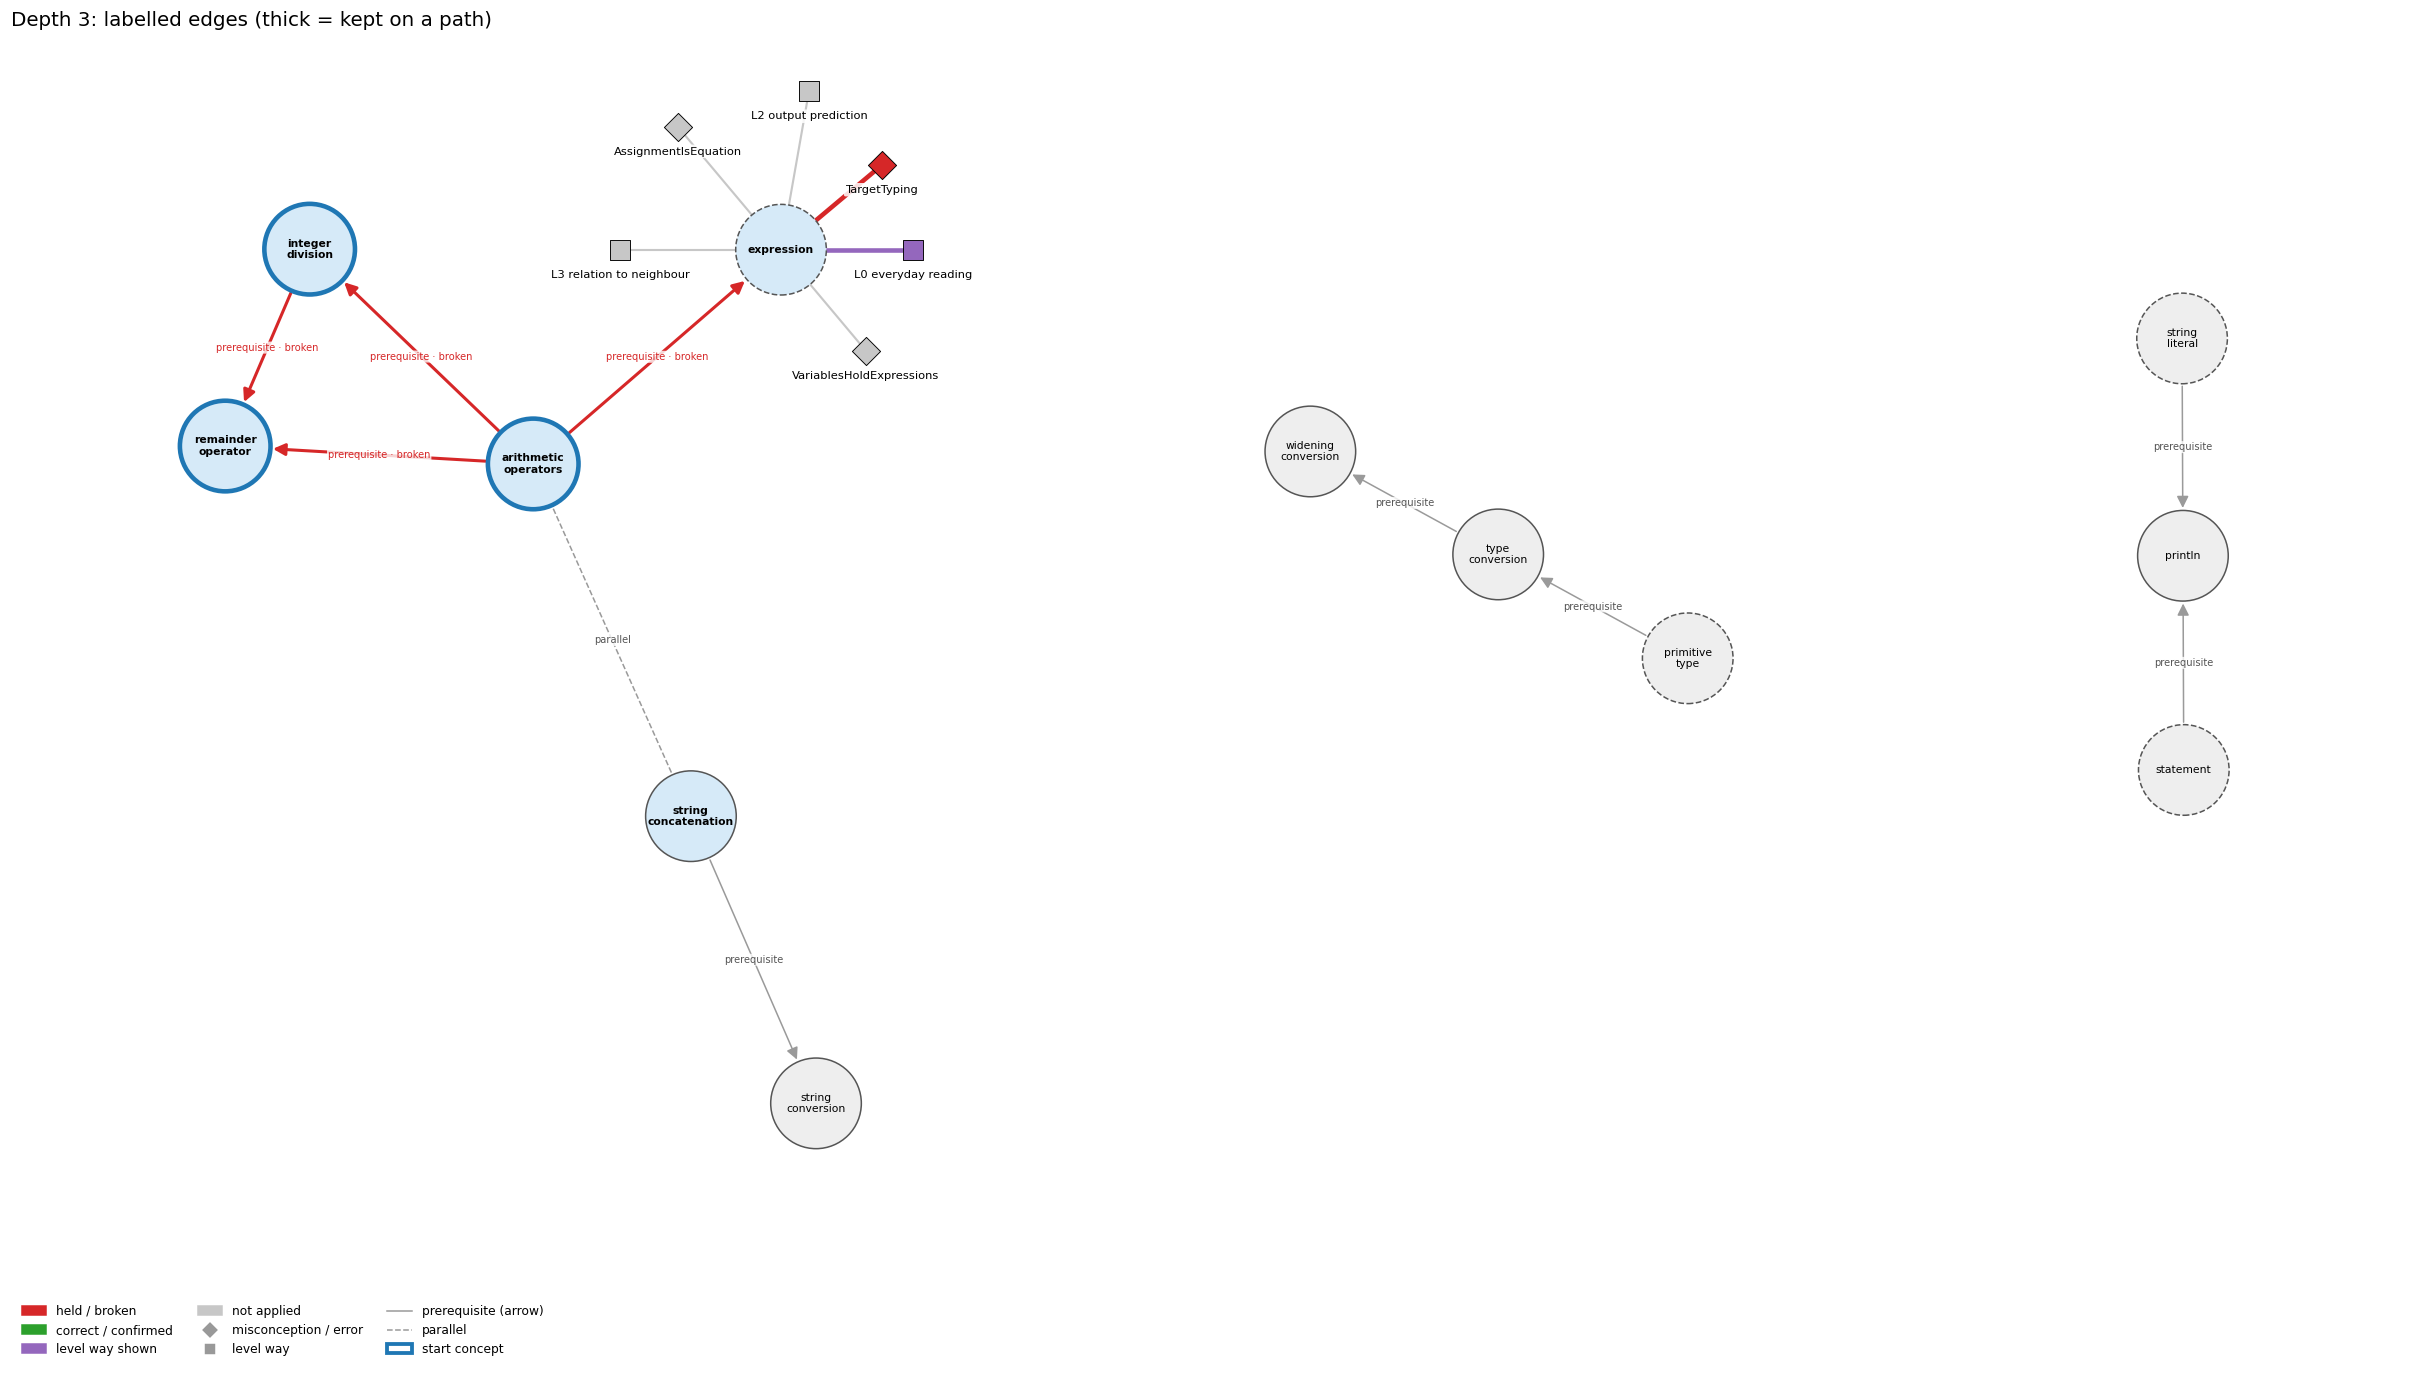 Depth 3: labelled edges (thick = kept on a path)
L2 output prediction
AssignmentIsEquation
TargetTyping
integer
division
expression
L3 relation to neighbour
L0 everyday reading
prerequisite · broken
prerequisite · broken
prerequisite · broken
VariablesHoldExpressions
remainder
operator
prerequisite · broken
arithmetic
operators
string
literal
widening
conversion
prerequisite
prerequisite
type
conversion
println
prerequisite
primitive
type
prerequisite
parallel
statement
string
concatenation
prerequisite
string
conversion
held / broken
correct / confirmed
level way shown
not applied
misconception / error
level way
prerequisite (arrow)
parallel
start concept